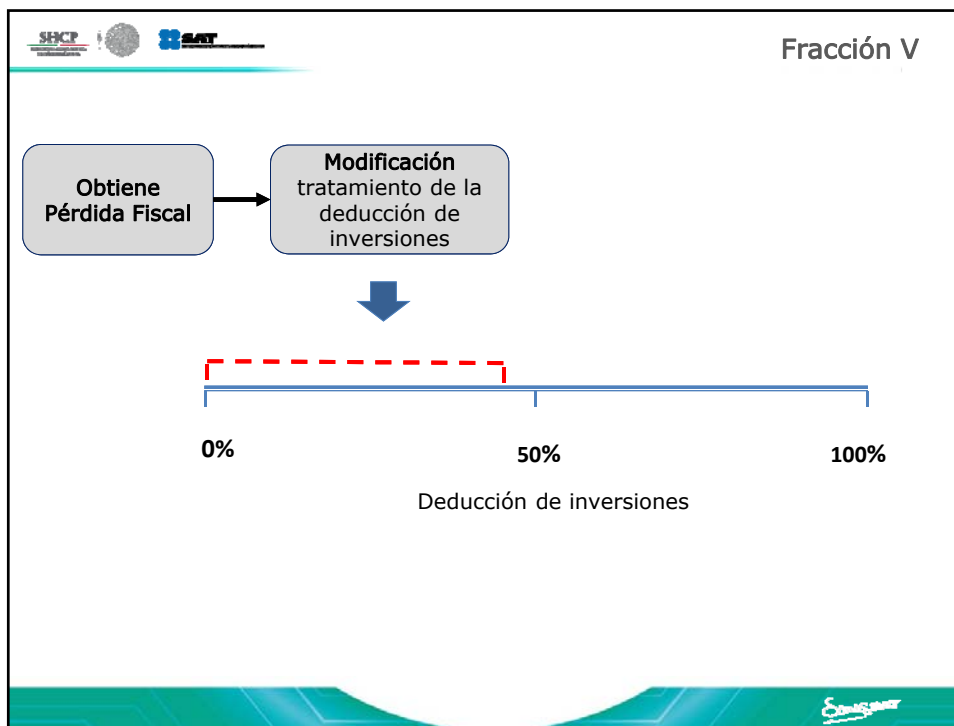 SHCP
SAT
Fracción V
Obtiene
Pérdida Fiscal
Modificación
tratamiento de la
deducción de
inversiones
0%
50%
100%
Deducción de inversiones